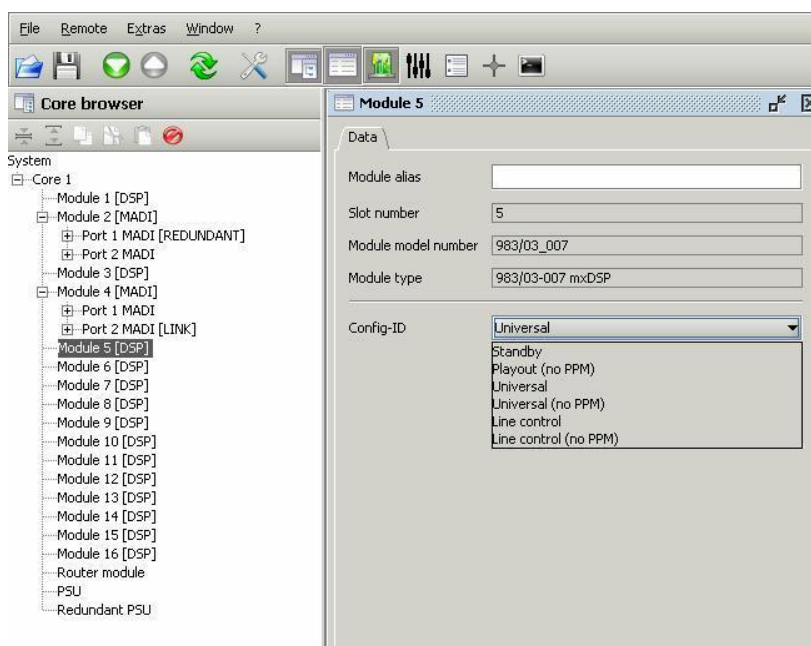 File Remote Extras Window ?
Core browser
System
Core 1
Module 1 [DSP]
Module 2 [MADI]
Port 1 MADI [REDUNDANT]
Port 2 MADI
Module 3 [DSP]
Module 4 [MADI]
Port 1 MADI
Port 2 MADI [LINK]
Module 5 [DSP]
Module 6 [DSP]
Module 7 [DSP]
Module 8 [DSP]
Module 9 [DSP]
Module 10 [DSP]
Module 11 [DSP]
Module 12 [DSP]
Module 13 [DSP]
Module 14 [DSP]
Module 15 [DSP]
Module 16 [DSP]
Router module
PSU
Redundant PSU
Module 5
Data
Module alias
Slot number 5
Module model number 983/03_007
Module type 983/03-007 mxDSP
Config-ID Universal
Standby
Playout (no PPM)
Universal
Universal (no PPM)
Line control
Line control (no PPM)